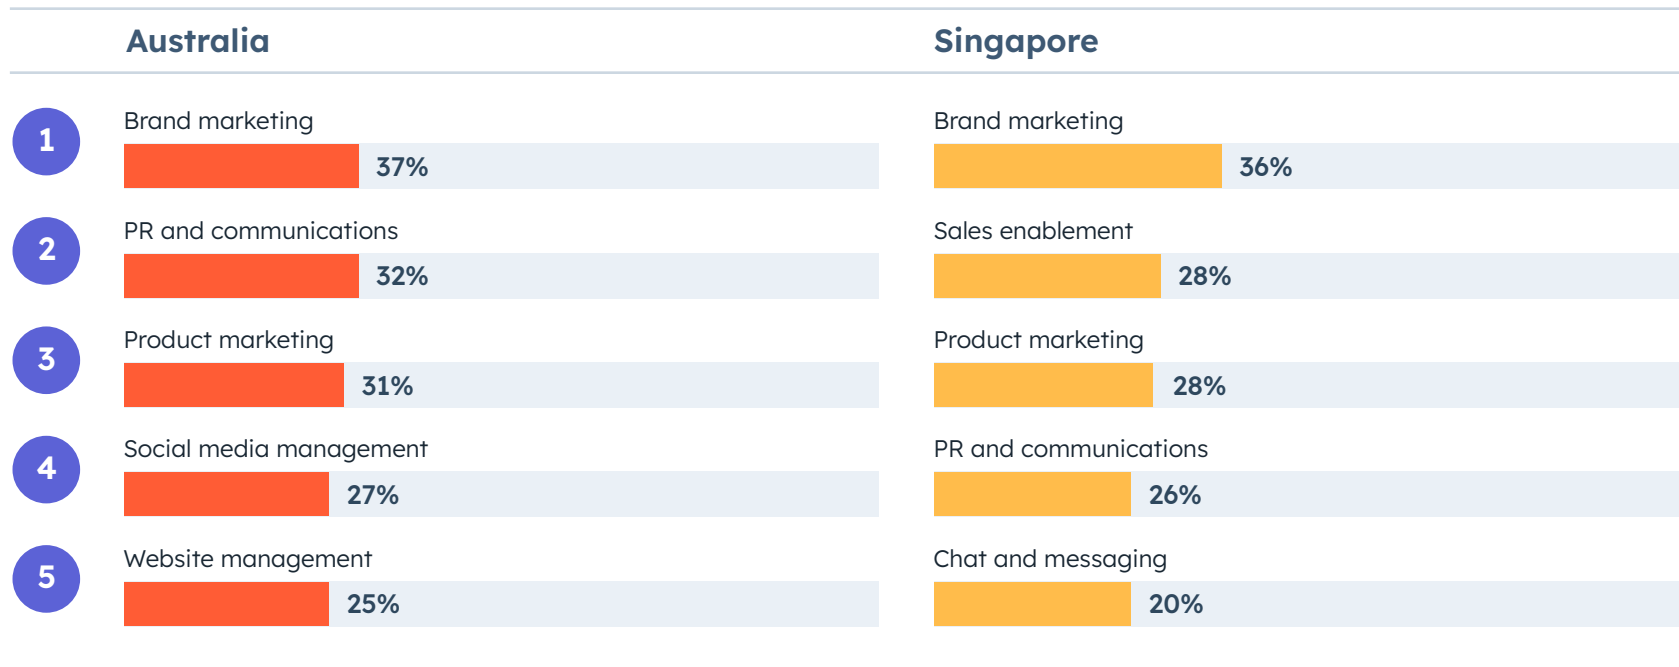 Australia
Singapore
1
Brand marketing
37%
Brand marketing
36%
2
PR and communications
32%
Sales enablement
28%
3
Product marketing
31%
Product marketing
28%
4
Social media management
27%
PR and communications
26%
5
Website management
25%
Chat and messaging
20%